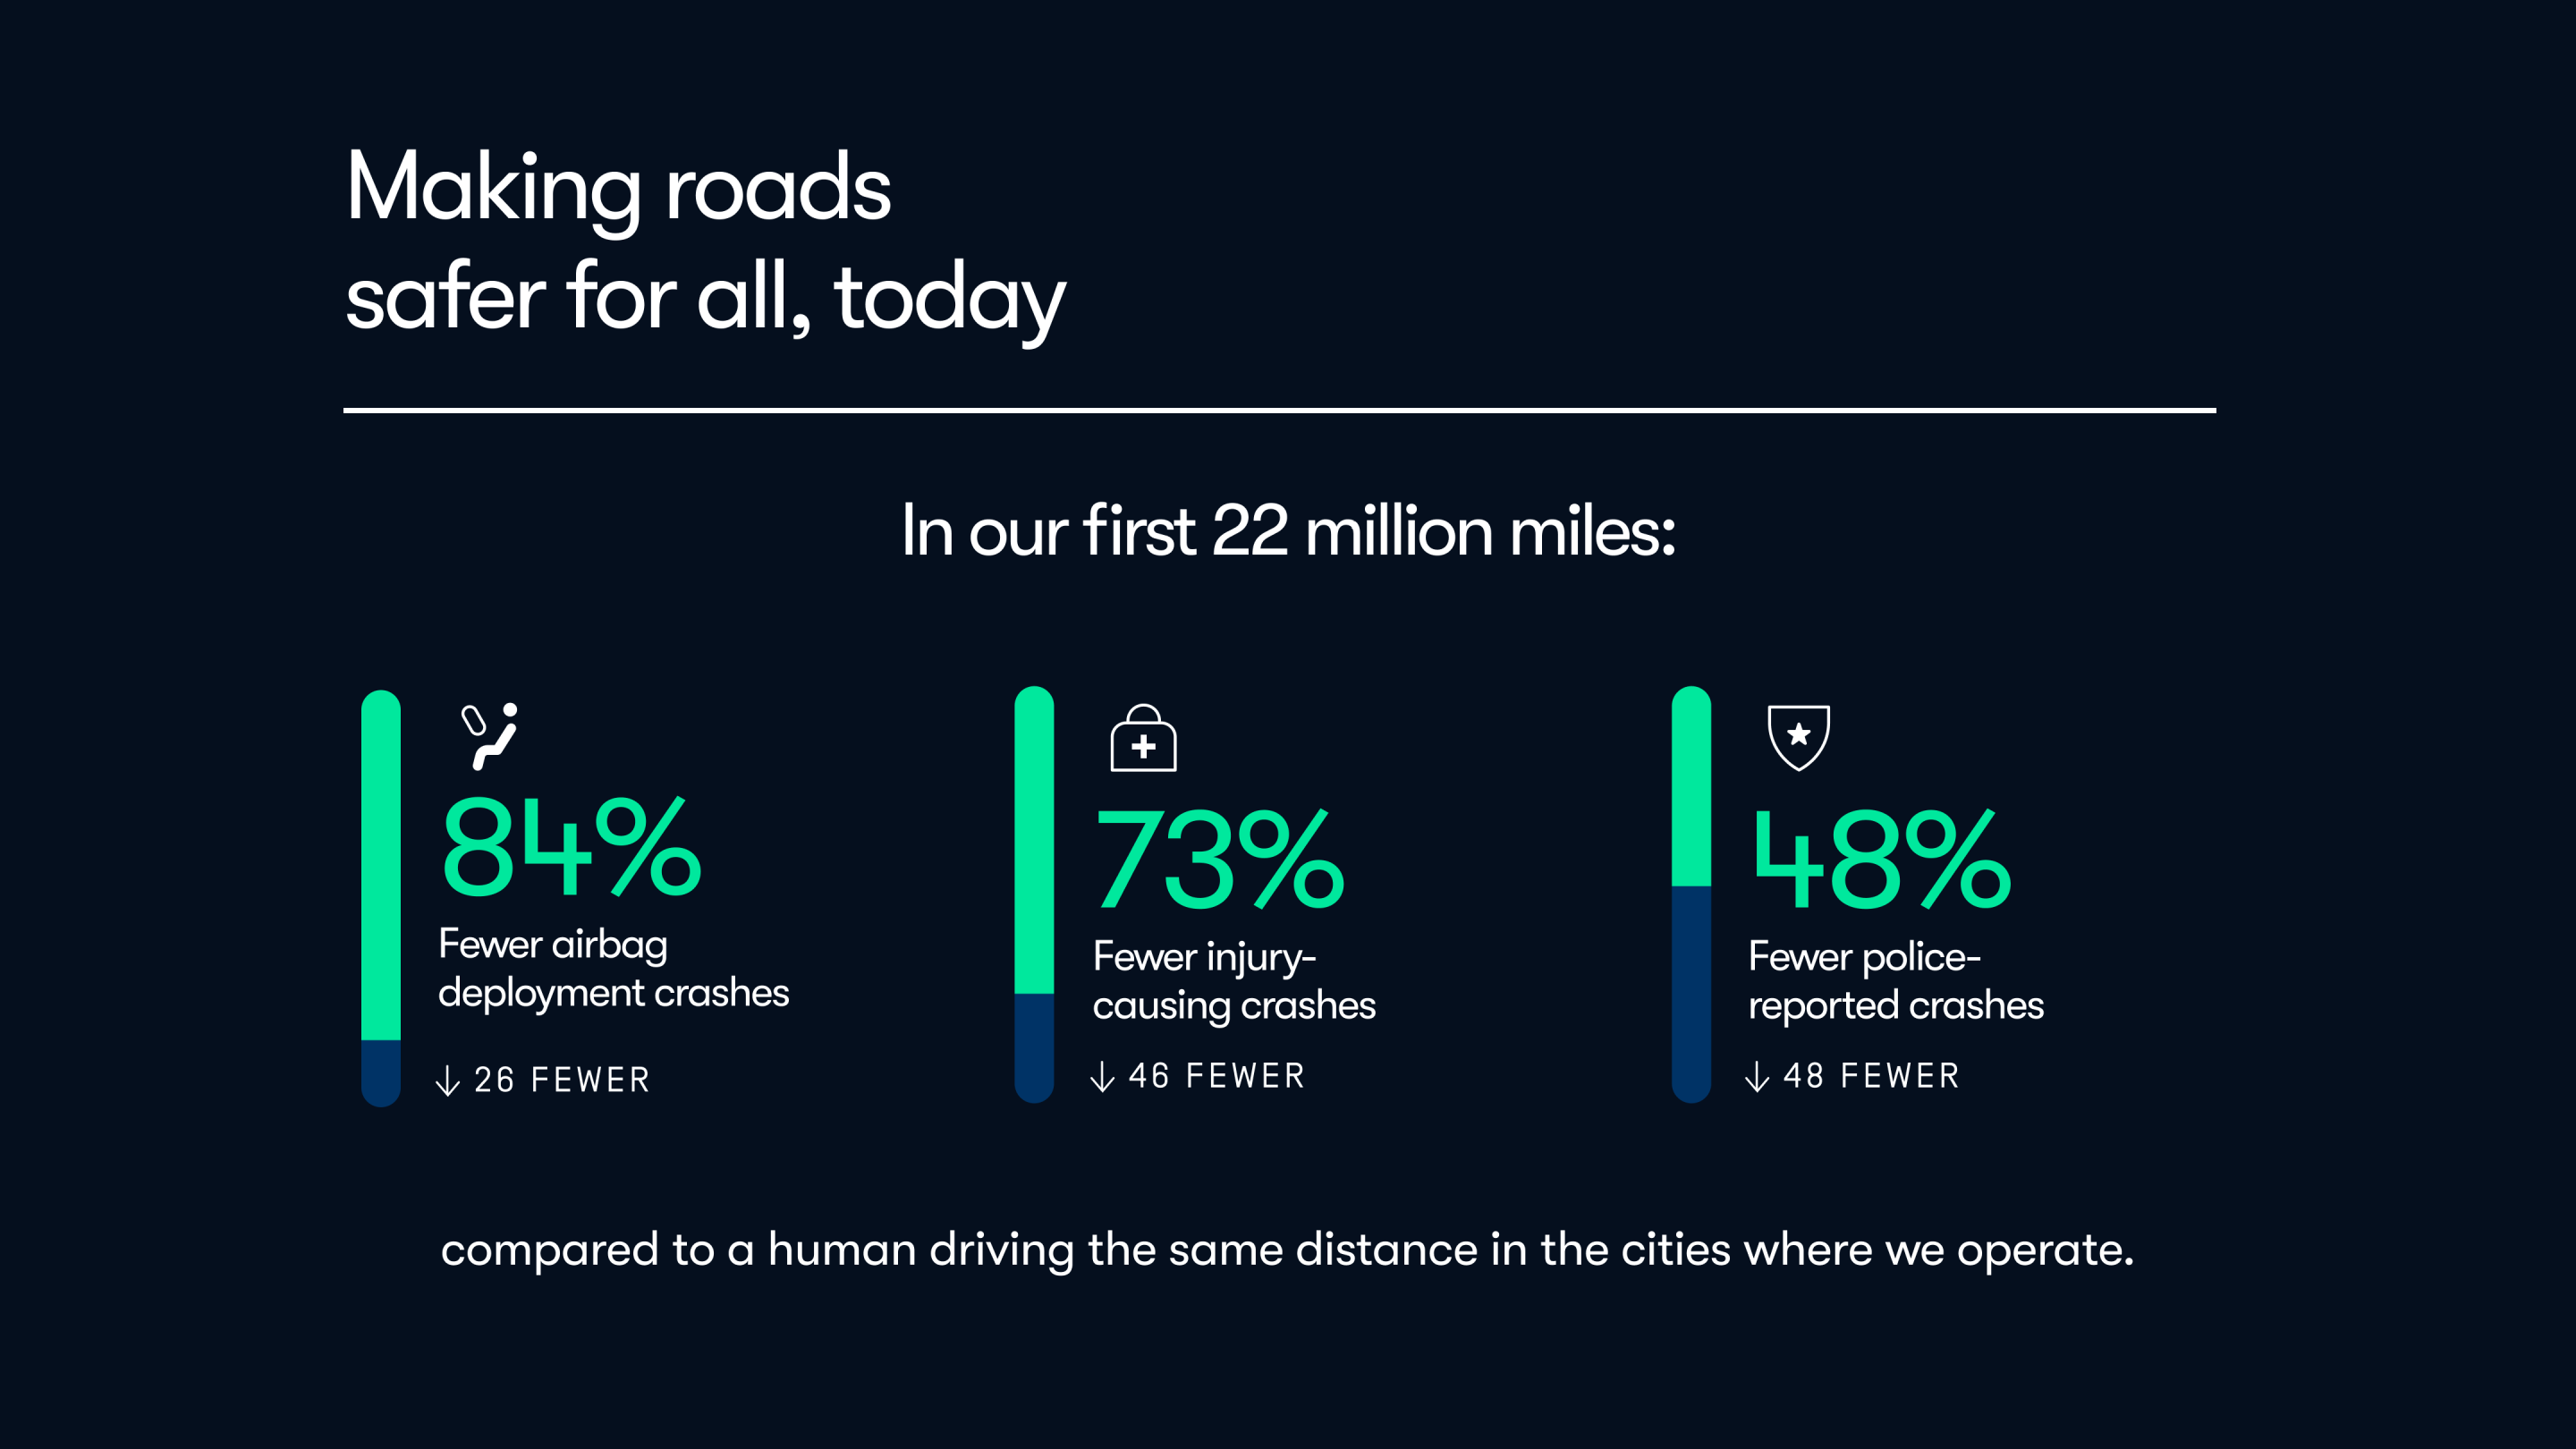 Making roads
safer for all, today
In our first 22 million miles:
84%
Fewer airbag
deployment crashes
↓ 26 FEWER
73%
Fewer injury-
causing crashes
↓ 46 FEWER
48%
Fewer police-
reported crashes
↓ 48 FEWER
compared to a human driving the same distance in the cities where we operate.